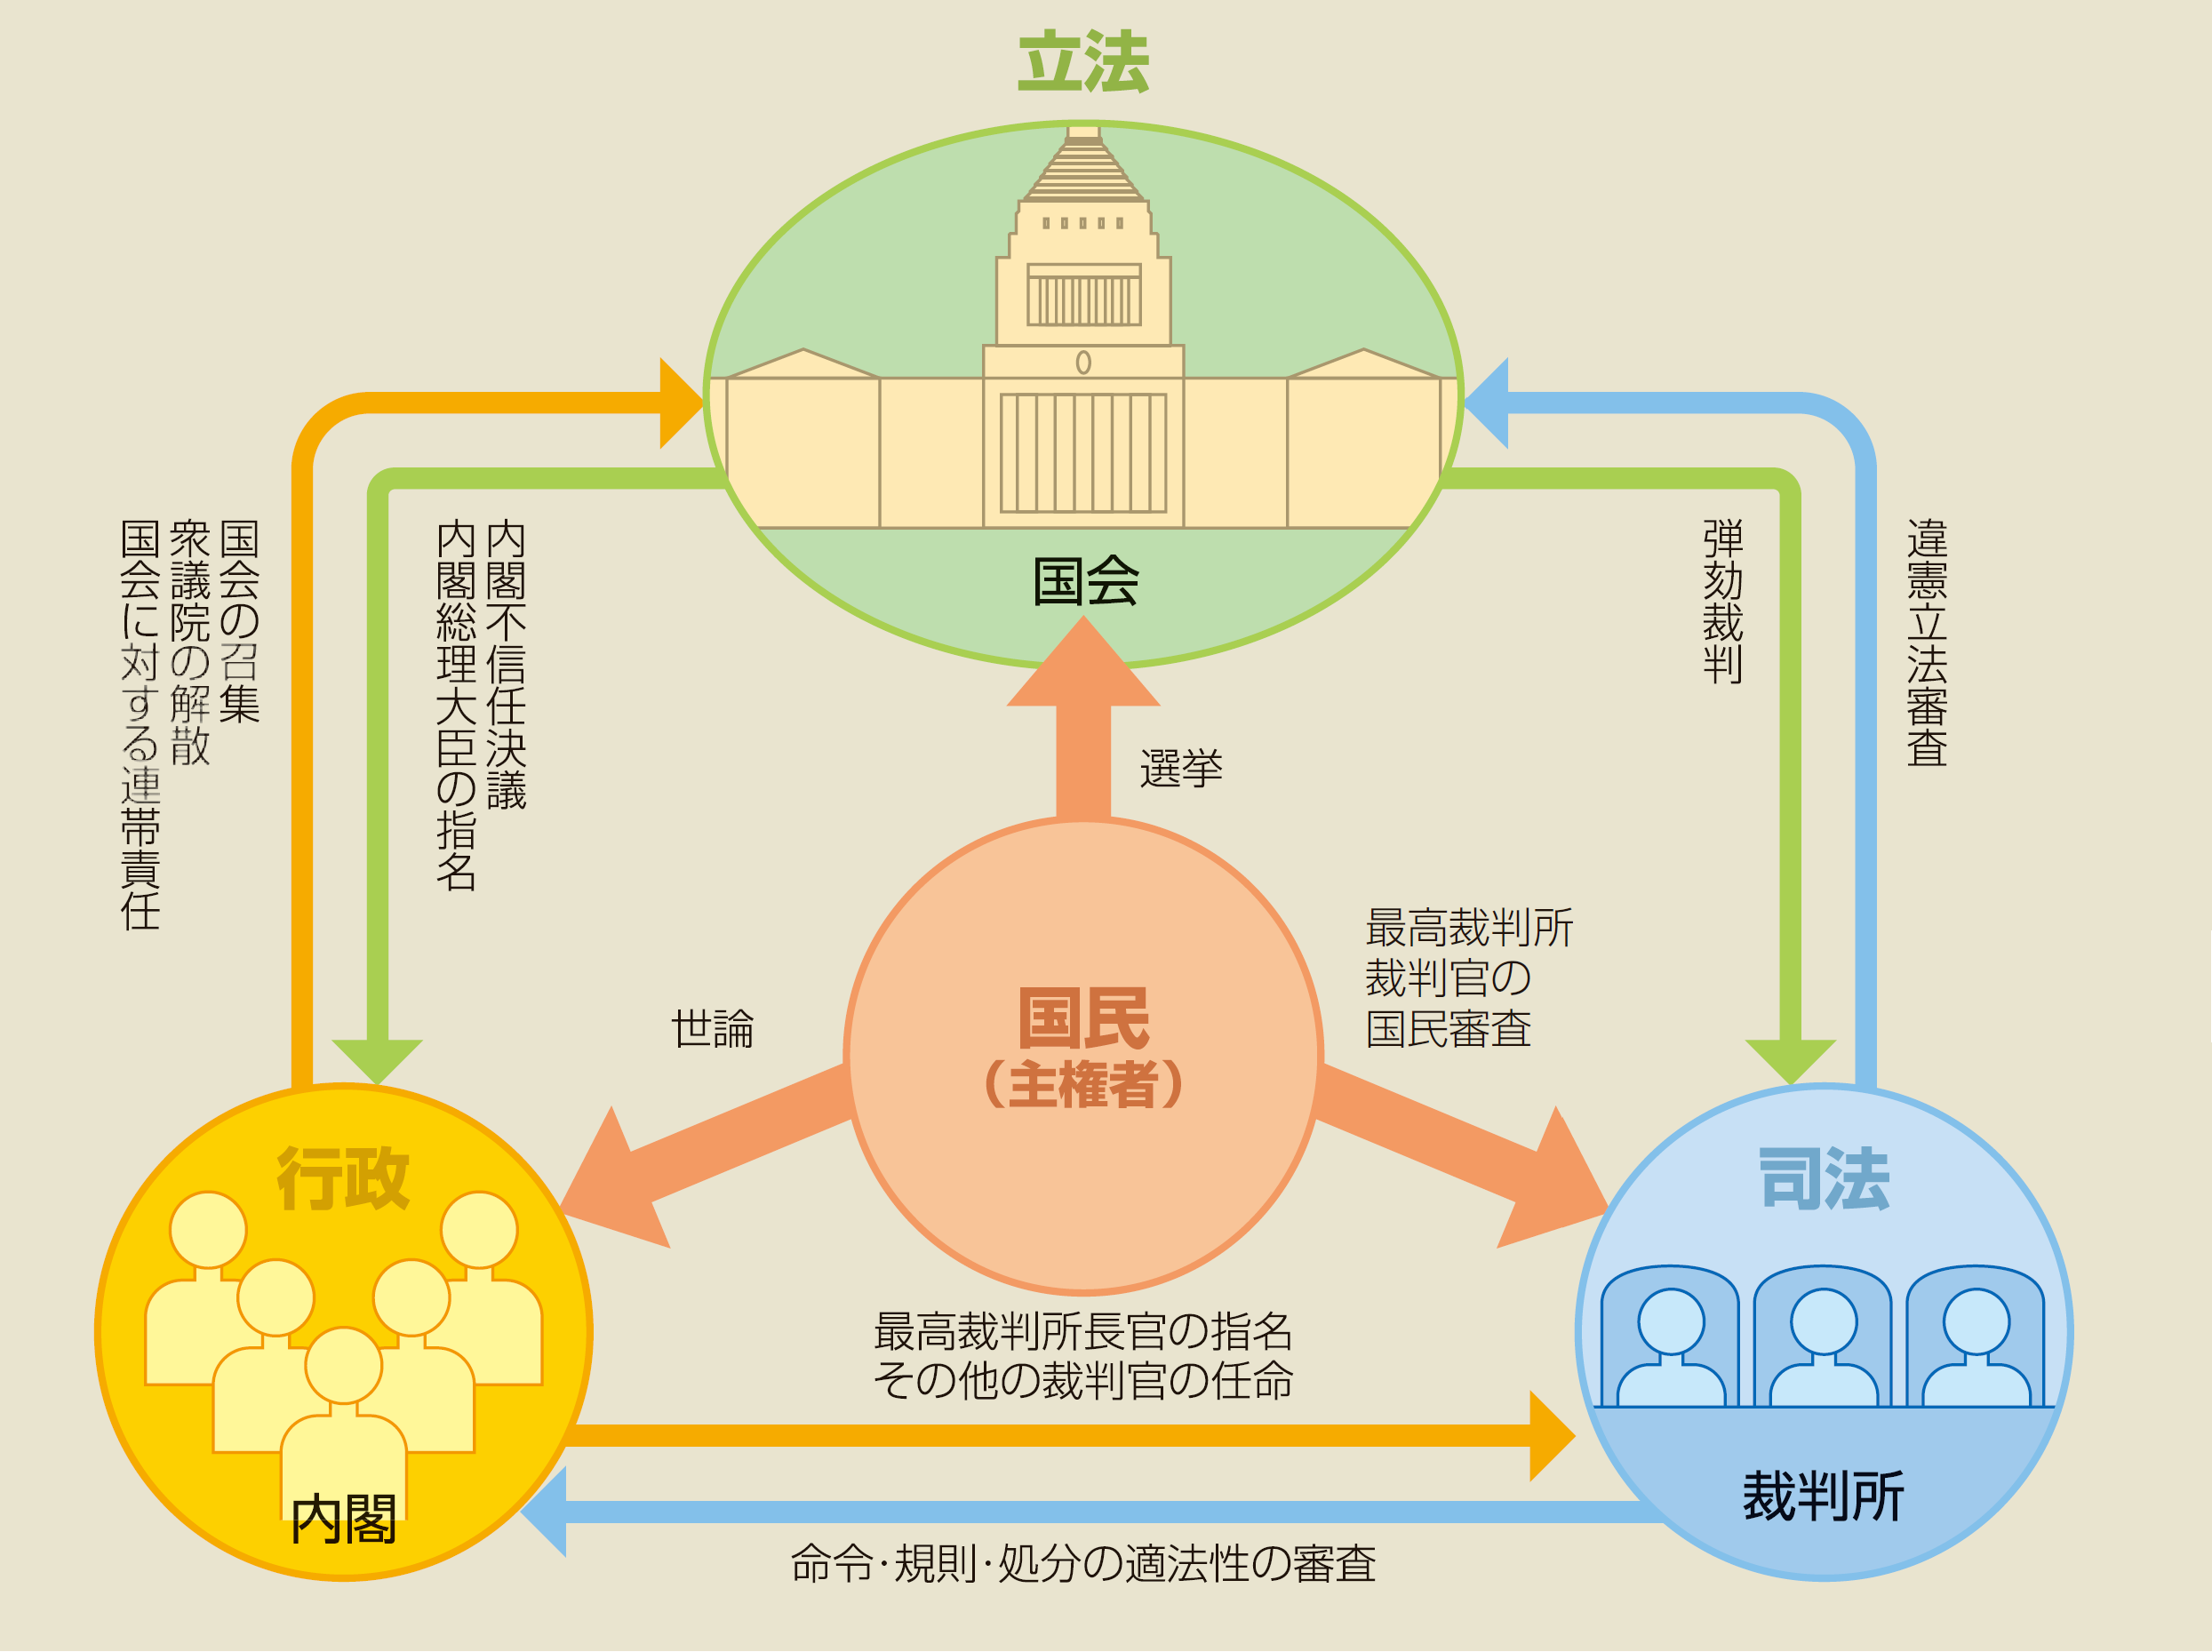 立法
国会
国会の召集
衆議院の解散
国会に対する連帯責任
内閣不信任決議
内閣総理大臣の指名
弾劾裁判
違憲立法審査
選挙
世論
最高裁判所
裁判官の
国民審査
国民
（主権者）
行政
内閣
司法
裁判所
最高裁判所長官の指名
その他の裁判官の任命
命令・規則・処分の適法性の審査